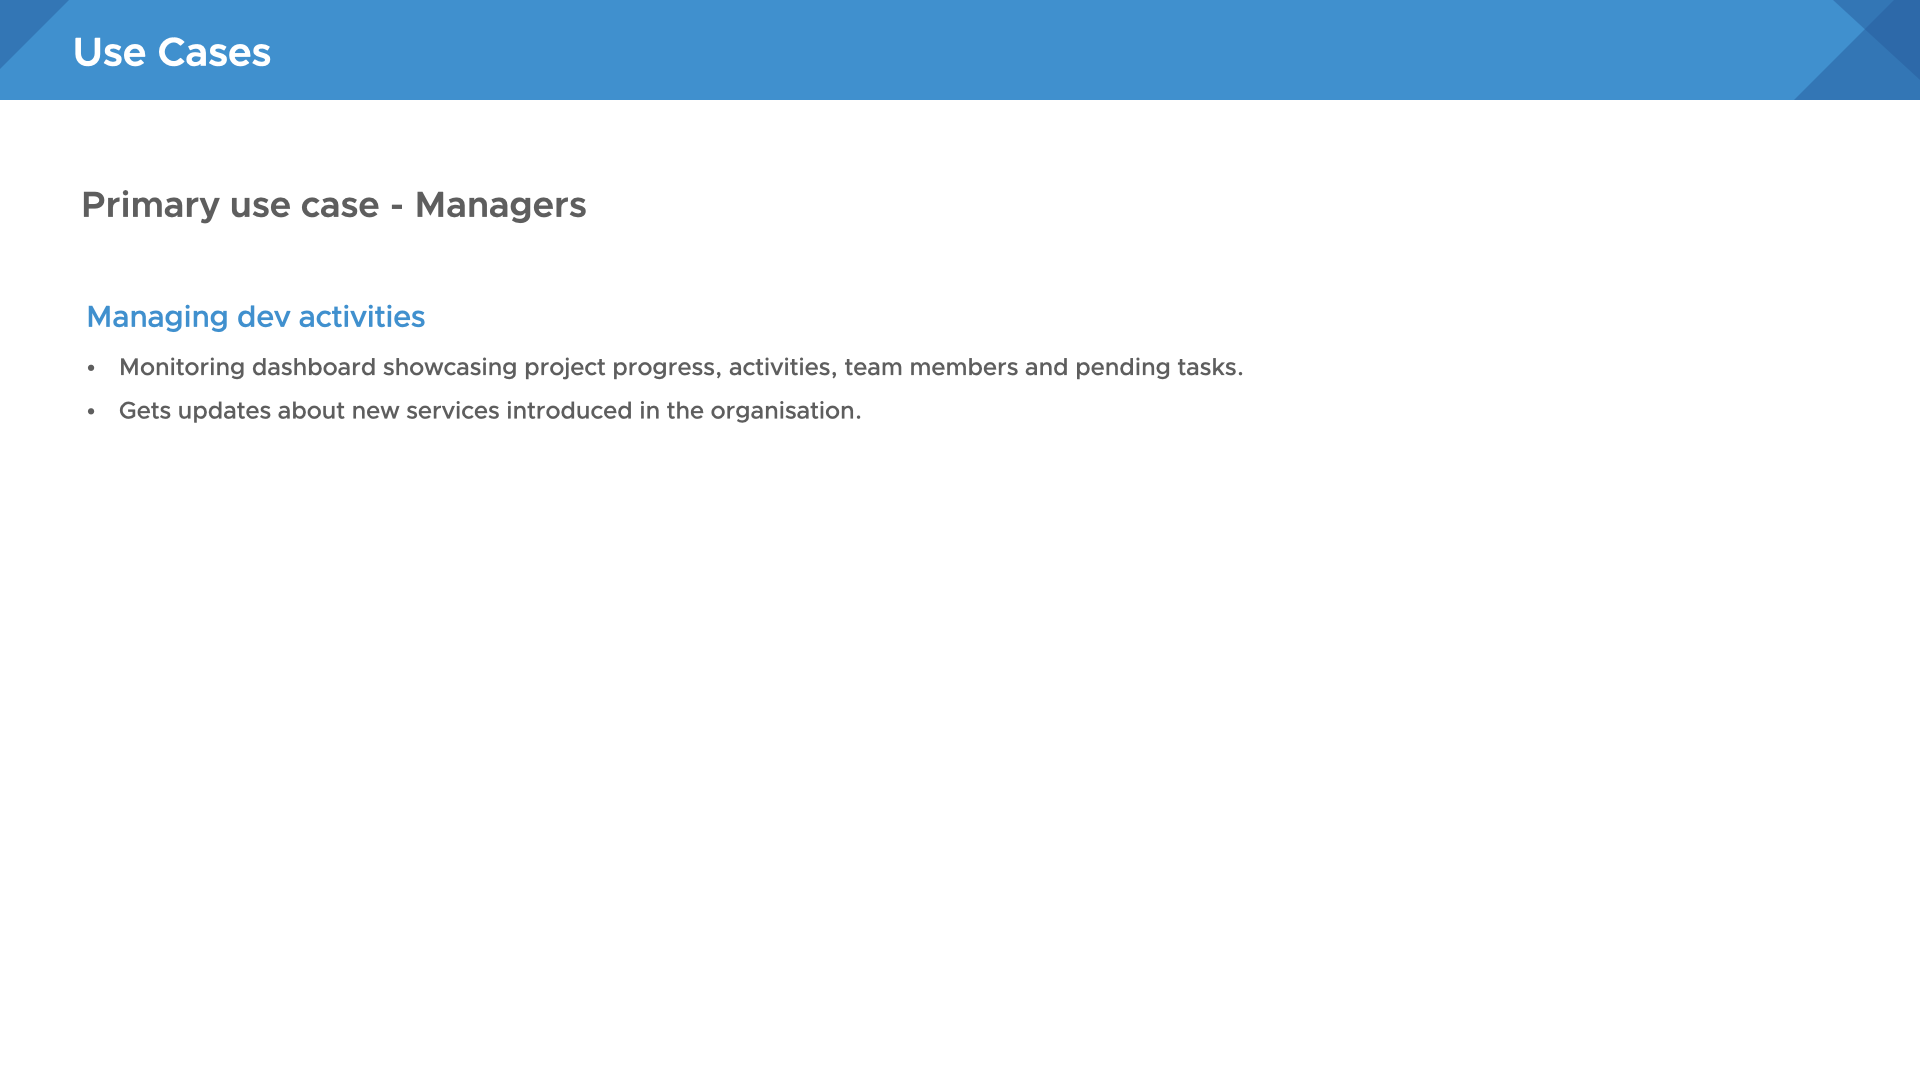 Use Cases
Primary use case - Managers
Managing dev activities
• Monitoring dashboard showcasing project progress, activities, team members and pending tasks.
• Gets updates about new services introduced in the organisation.